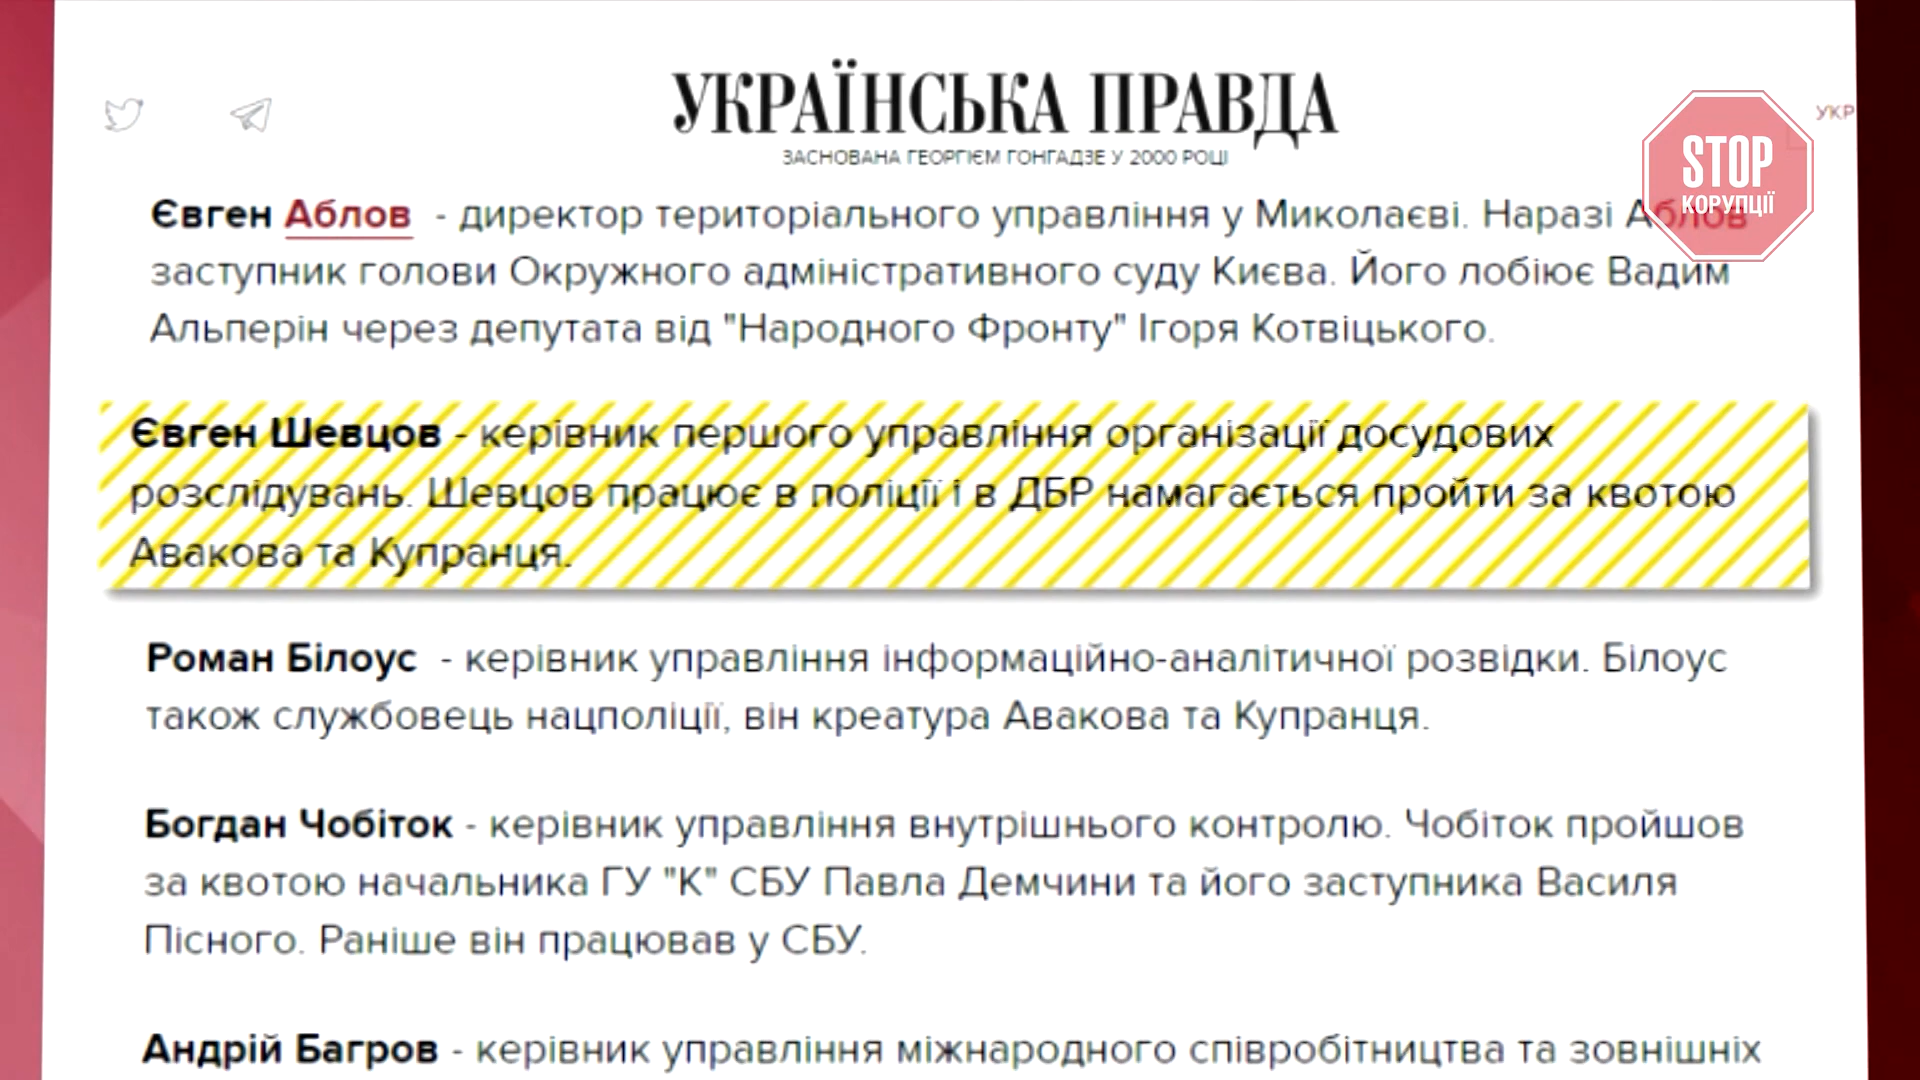 УКРАЇНСЬКА ПРАВДА
ЗАСНОВАНА ГЕОРГІЄМ ҐОНҐАДЗЕ У 2000 РОЦІ
УКР
STOP
КОРУПЦІЇ
Євген Аблов - директор територіального управління у Миколаєві. Наразі Аблов
заступник голови Окружного адміністративного суду Києва. Його лобіює Вадим
Альперін через депутата від "Народного Фронту" Ігоря Котвіцького.
Євген Шевцов - керівник першого управління організації досудових
розслідувань. Шевцов працює в поліції і в ДБР намагається пройти за квотою
Авакова та Купранця.
Роман Білоус - керівник управління інформаційно-аналітичної розвідки. Білоус
також службовець нацполіції, він креатура Авакова та Купранця.
Богдан Чобіток - керівник управління внутрішнього контролю. Чобіток пройшов
за квотою начальника ГУ "К" СБУ Павла Демчини та його заступника Василя
Пісного. Раніше він працював у СБУ.
Андрій Багров - керівник управління міжнародного співробітництва та зовнішніх